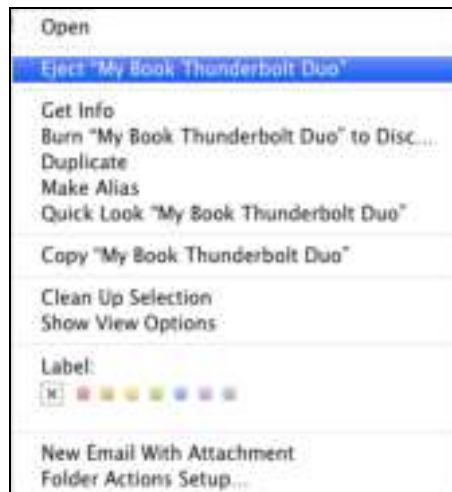 Open
Eject "My Book Thunderbolt Duo"
Get Info
Burn "My Book Thunderbolt Duo" to Disc...
Duplicate
Make Alias
Quick Look "My Book Thunderbolt Duo"
Copy "My Book Thunderbolt Duo"
Clean Up Selection
Show View Options
Label:
New Email With Attachment
Folder Actions Setup...